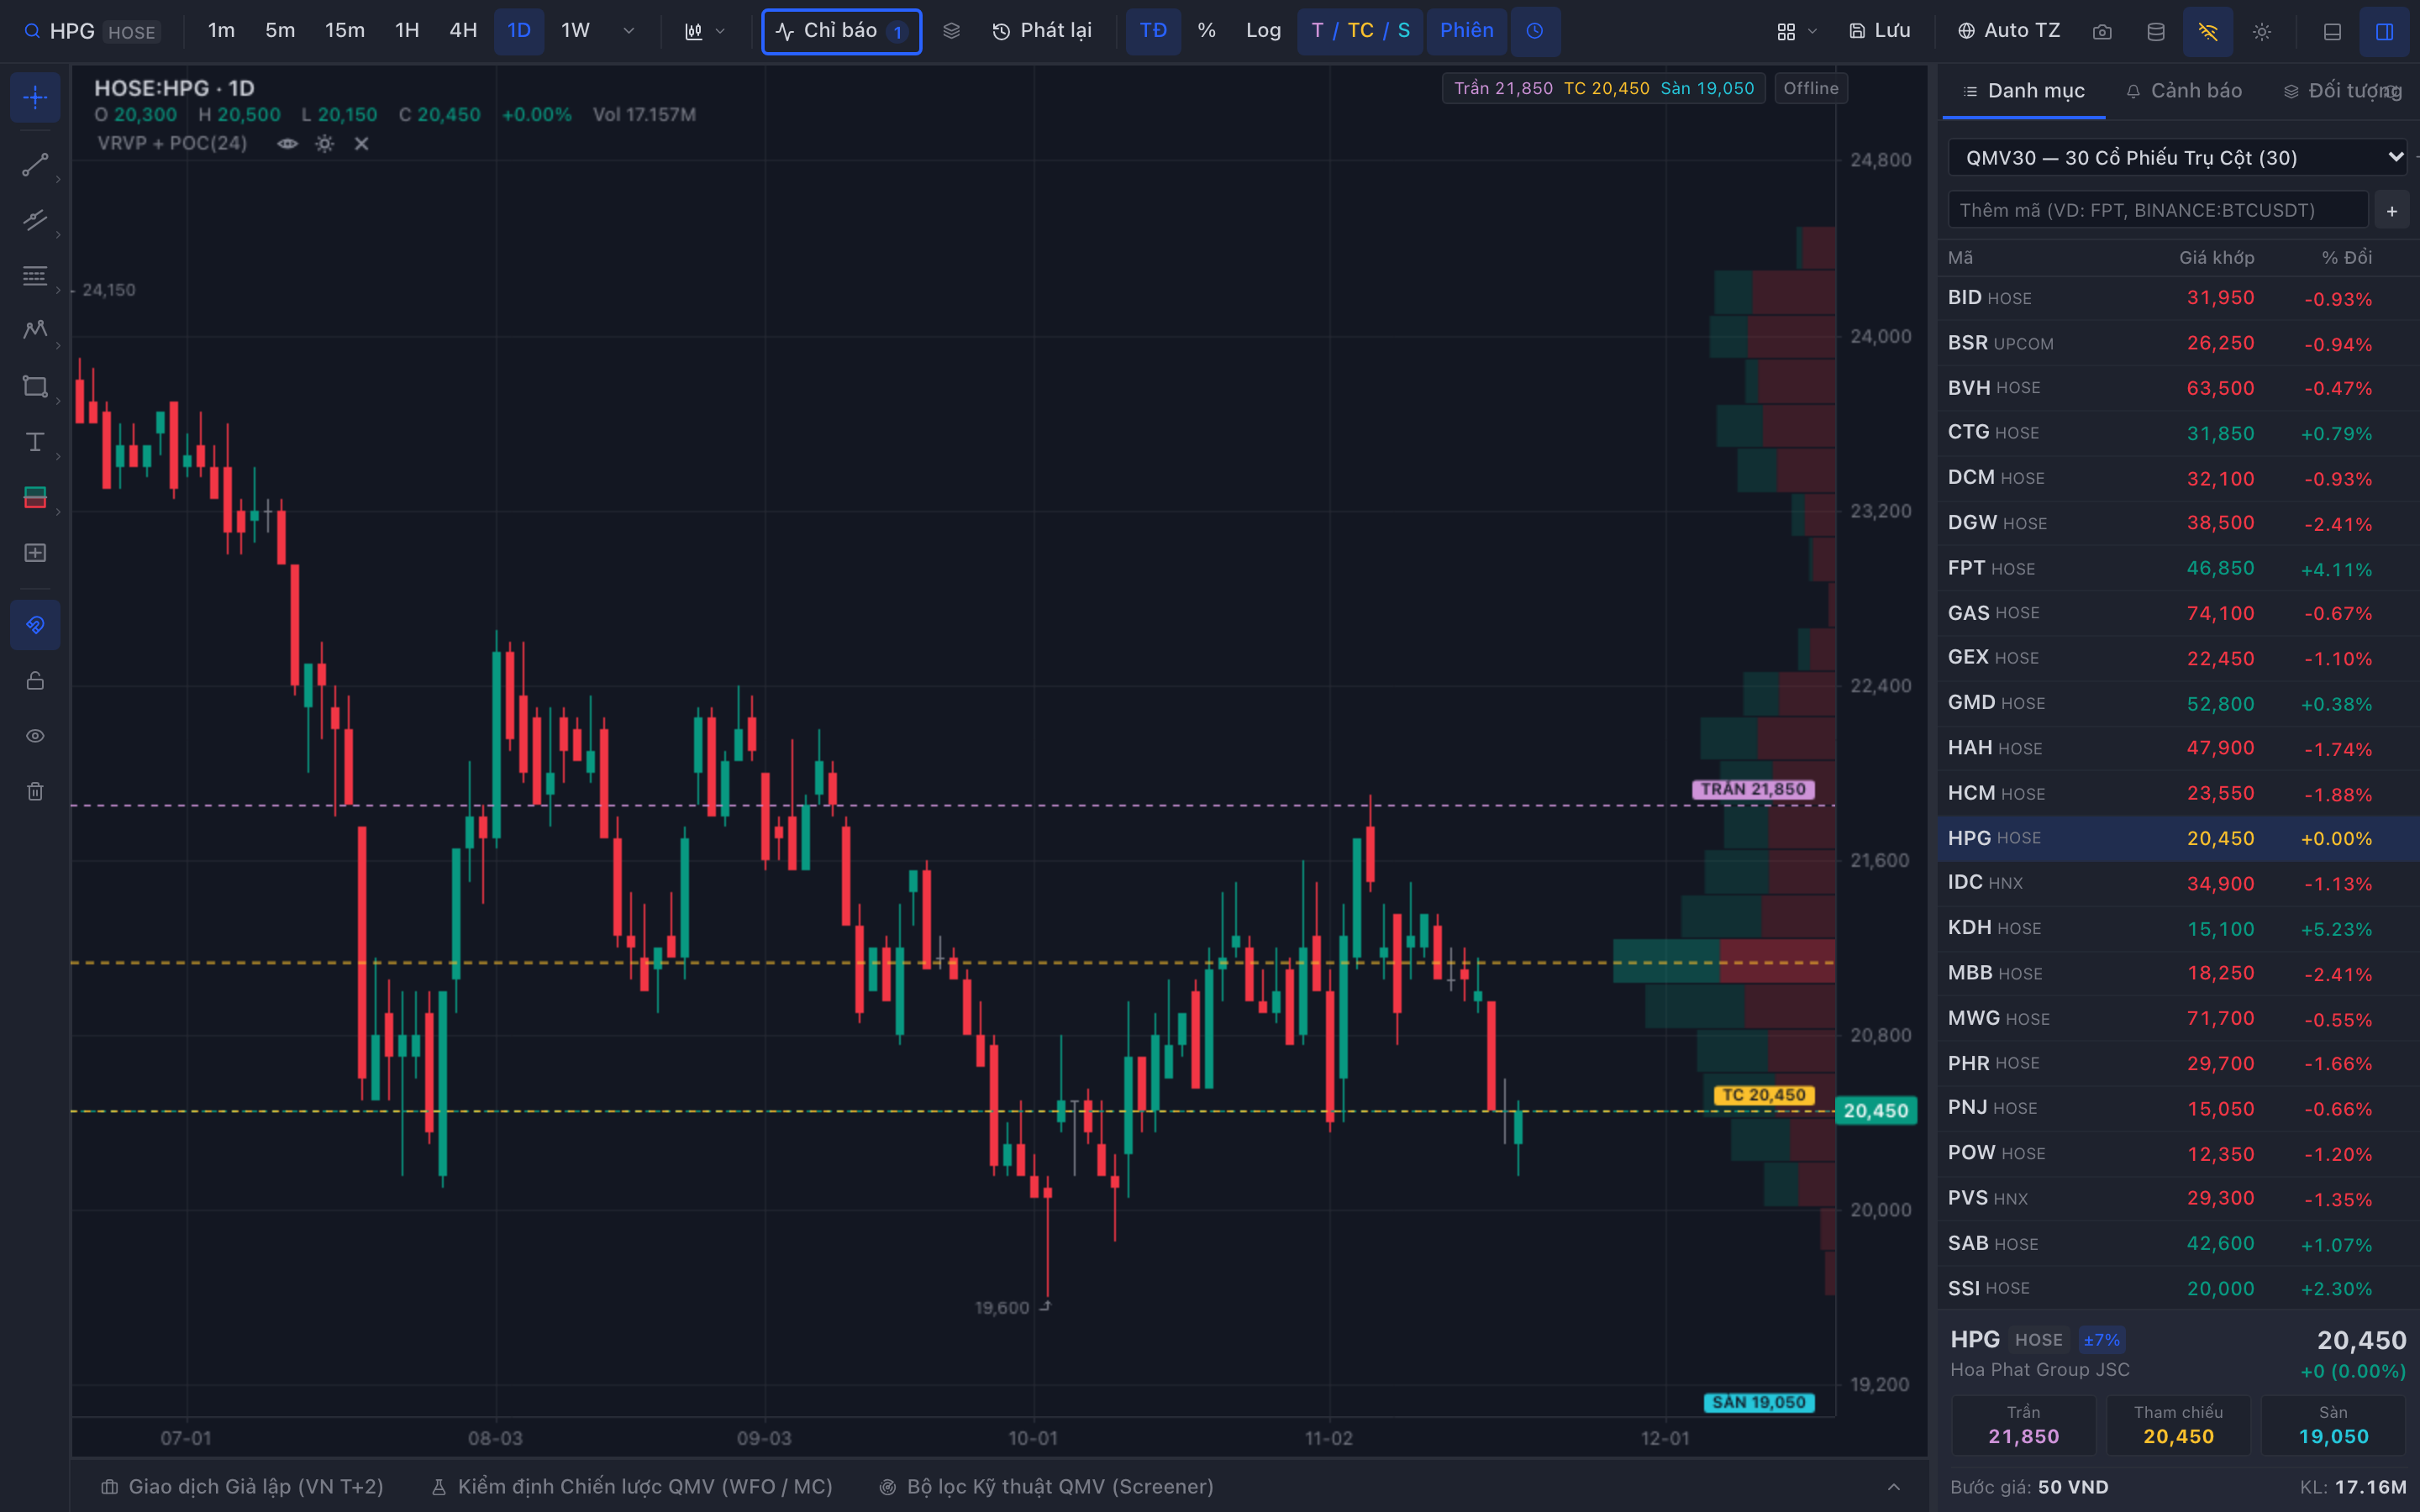 HPG HOSE 1m 5m 15m 1H 4H 1D 1W Chỉ báo 1 Phát lại TĐ % Log T / TC / S Phiên Lưu Auto TZ
HOSE:HPG · 1D
O 20,300 H 20,500 L 20,150 C 20,450 +0.00% Vol 17.157M
VRVP + POC(24)
Trần 21,850 TC 20,450 Sàn 19,050 Offline
24,800
24,150
24,000
23,200
22,400
TRẦN 21,850
21,600
20,800
TC 20,450
20,450
20,000
19,600
19,200
SÀN 19,050
07-01 08-03 09-03 10-01 11-02 12-01
Giao dịch Giả lập (VN T+2) Kiểm định Chiến lược QMV (WFO / MC) Bộ lọc Kỹ thuật QMV (Screener)
Danh mục Cảnh báo Đối tượng
QMV30 — 30 Cổ Phiếu Trụ Cột (30)
Thêm mã (VD: FPT, BINANCE:BTCUSDT) +
Mã Giá khớp % Đổi
BID HOSE 31,950 -0.93%
BSR UPCOM 26,250 -0.94%
BVH HOSE 63,500 -0.47%
CTG HOSE 31,850 +0.79%
DCM HOSE 32,100 -0.93%
DGW HOSE 38,500 -2.41%
FPT HOSE 46,850 +4.11%
GAS HOSE 74,100 -0.67%
GEX HOSE 22,450 -1.10%
GMD HOSE 52,800 +0.38%
HAH HOSE 47,900 -1.74%
HCM HOSE 23,550 -1.88%
HPG HOSE 20,450 +0.00%
IDC HNX 34,900 -1.13%
KDH HOSE 15,100 +5.23%
MBB HOSE 18,250 -2.41%
MWG HOSE 71,700 -0.55%
PHR HOSE 29,700 -1.66%
PNJ HOSE 15,050 -0.66%
POW HOSE 12,350 -1.20%
PVS HNX 29,300 -1.35%
SAB HOSE 42,600 +1.07%
SSI HOSE 20,000 +2.30%
HPG HOSE ±7% 20,450
Hoa Phat Group JSC +0 (0.00%)
Trần Tham chiếu Sàn
21,850 20,450 19,050
Bước giá: 50 VND KL: 17.16M